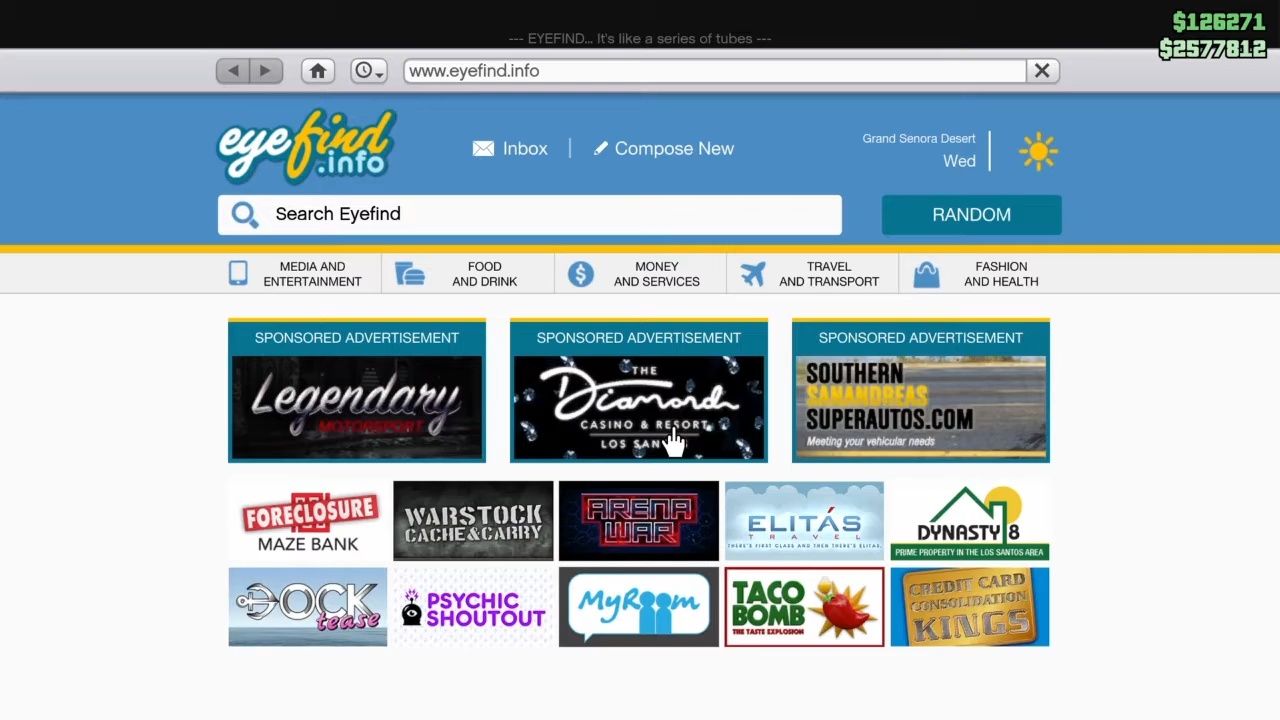 $126271
--- EYEFIND... It's like a series of tubes ---
$2577812
www.eyefind.info
eyefind
.info
Inbox
Compose New
Grand Senora Desert
Wed
Search Eyefind
RANDOM
MEDIA AND
ENTERTAINMENT
FOOD
AND DRINK
MONEY
AND SERVICES
TRAVEL
AND TRANSPORT
FASHION
AND HEALTH
SPONSORED ADVERTISEMENT
Legendary
MOTORSPORT
SPONSORED ADVERTISEMENT
THE
Diamond
CASINO & RESORT
LOS SAN
SPONSORED ADVERTISEMENT
SOUTHERN
SANANDREAS
SUPERAUTOS.COM
Meeting your vehicular needs
FORECLOSURE
MAZE BANK
WARSTOCK
CACHE & CARRY
ARENA
WAR
ELITÁS
TRAVEL
THERE'S FIRST CLASS AND THEN THERE'S ELITAS.
DYNASTY 8
PRIME PROPERTY IN THE LOS SANTOS AREA
DOCK
tease
PSYCHIC
SHOUTOUT
MyRoom
TACO
BOMB
THE TASTE EXPLOSION
CREDIT CARD
CONSOLIDATION
KINGS